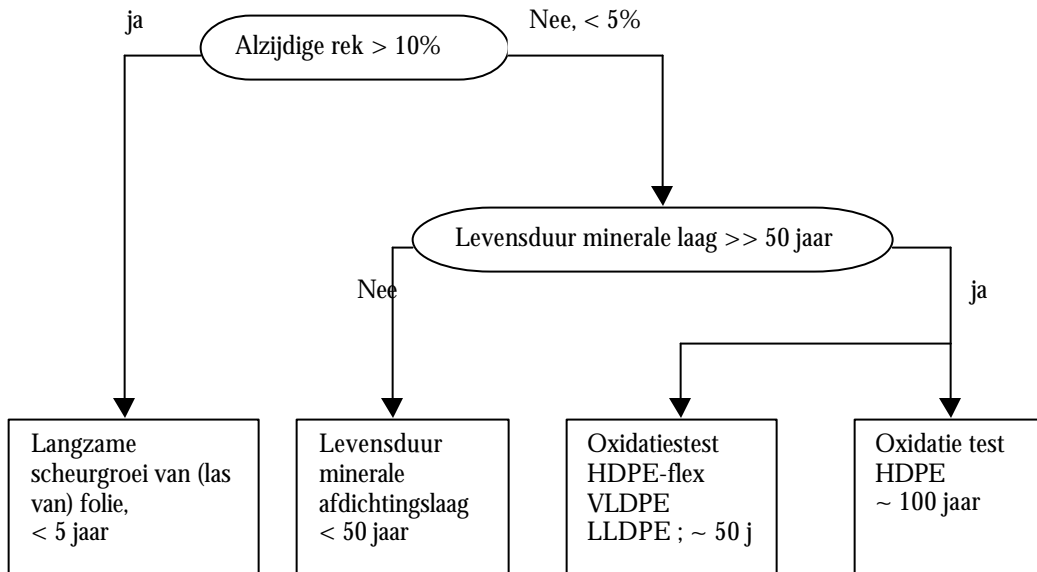 ja
Nee, < 5%
Alzijdige rek > 10%
Levensduur minerale laag >> 50 jaar
Nee
ja
Langzame
scheurgroei van (las
van) folie,
< 5 jaar
Levensduur
minerale
afdichtingslaag
< 50 jaar
Oxidatiestest
HDPE-flex
VLDPE
LLDPE ; ~ 50 j
Oxidatie test
HDPE
~ 100 jaar